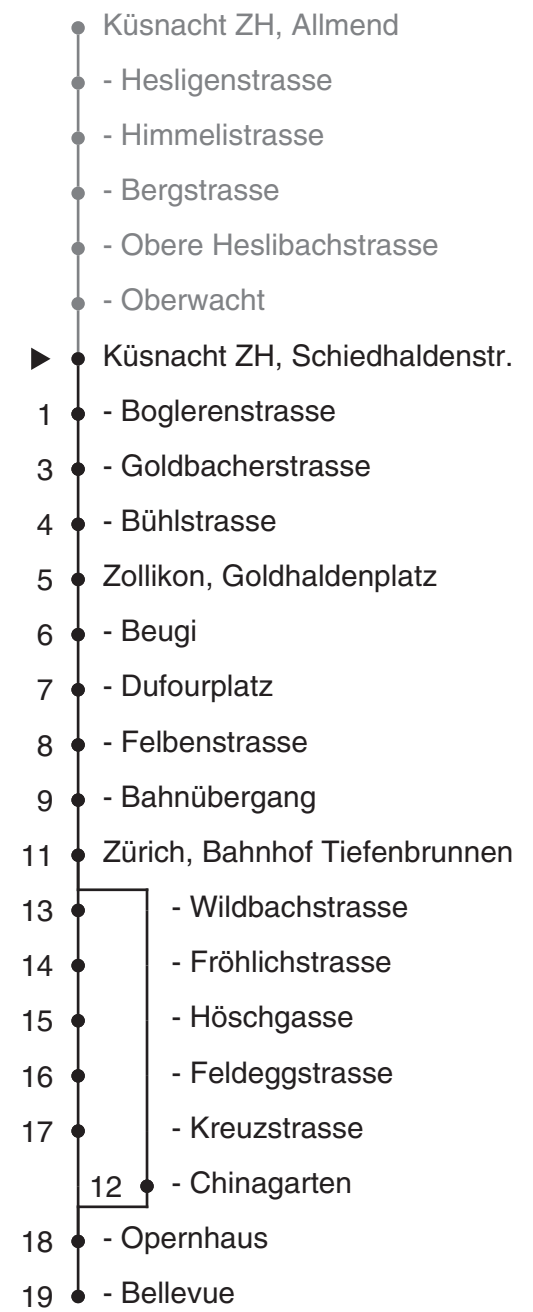 Küsnacht ZH, Allmend
- Hesligenstrasse
- Himmelistrasse
- Bergstrasse
- Obere Heslibachstrasse
- Oberwacht
Küsnacht ZH, Schiedhaldenstr.
1 - Boglerenstrasse
3 - Goldbacherstrasse
4 - Bühlstrasse
5 Zollikon, Goldhaldenplatz
6 - Beugi
7 - Dufourplatz
8 - Felbenstrasse
9 - Bahnübergang
11 Zürich, Bahnhof Tiefenbrunnen
13 - Wildbachstrasse
14 - Fröhlichstrasse
15 - Höschgasse
16 - Feldeggstrasse
17 - Kreuzstrasse
12 - Chinagarten
18 - Opernhaus
19 - Bellevue